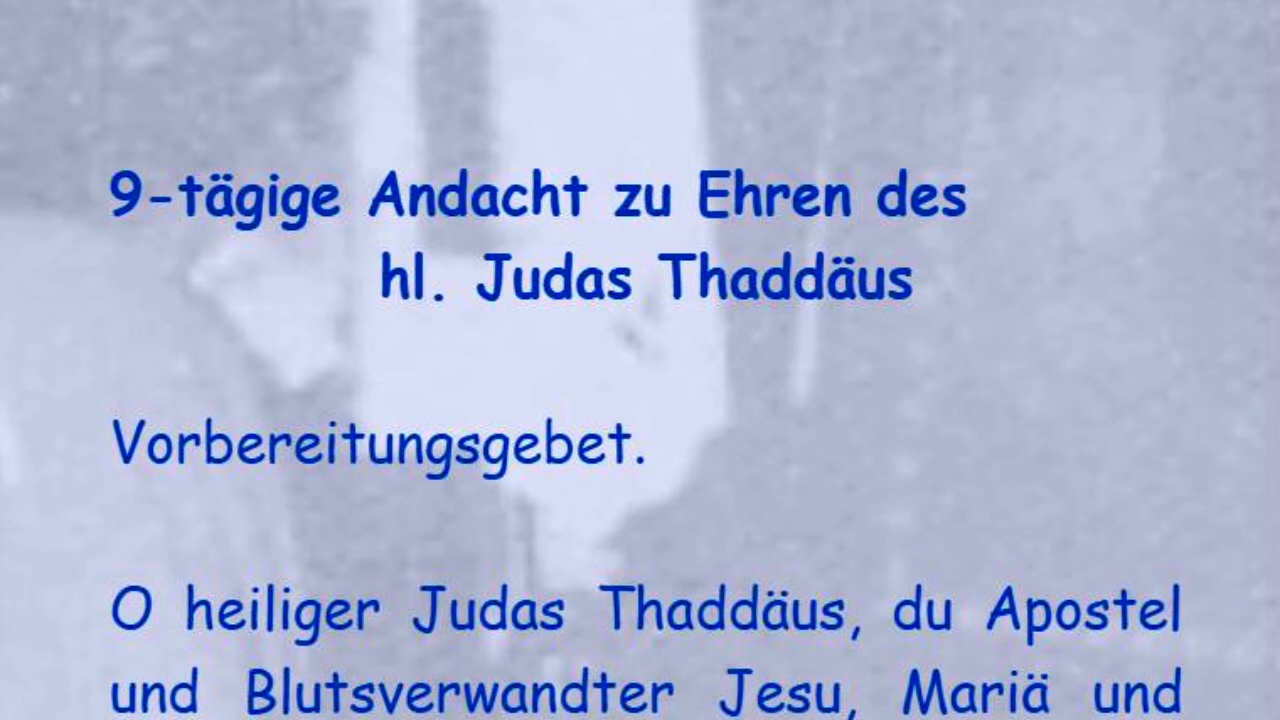 9-tägige Andacht zu Ehren des
hl. Judas Thaddäus
Vorbereitungsgebet.
O heiliger Judas Thaddäus, du Apostel
und Blutsverwandter Jesu, Mariä und